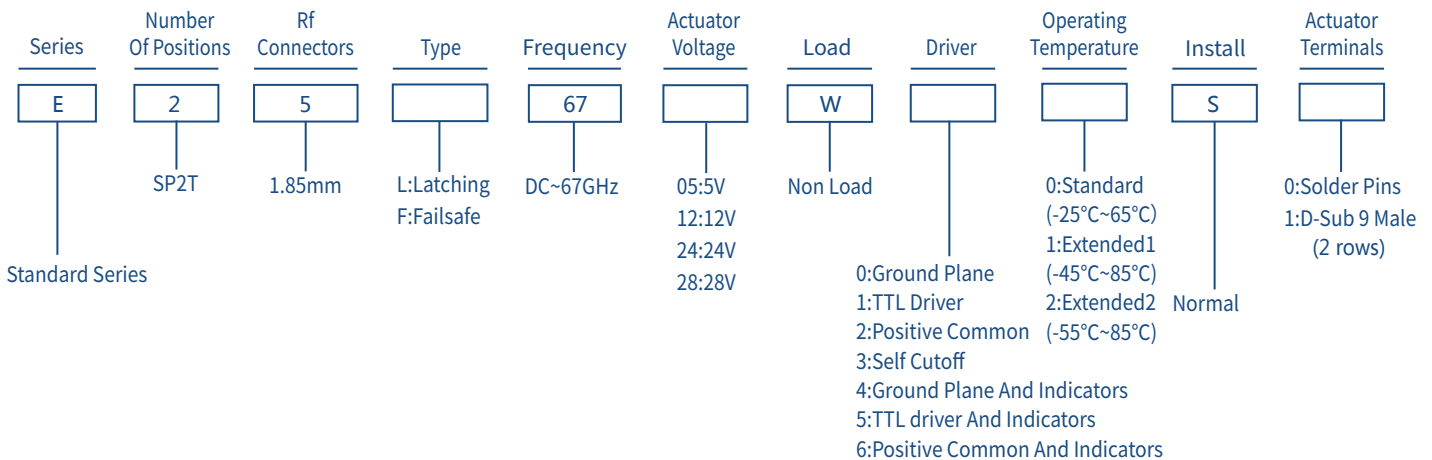 Series
Number
Of Positions
Rf
Connectors
Type
Frequency
Actuator
Voltage
Load
Driver
Operating
Temperature
Install
Actuator
Terminals
E
2
5
67
W
S
Standard Series
SP2T
1.85mm
L:Latching
F:Failsafe
DC~67GHz
05:5V
12:12V
24:24V
28:28V
Non Load
0:Ground Plane
1:TTL Driver
2:Positive Common
3:Self Cutoff
4:Ground Plane And Indicators
5:TTL driver And Indicators
6:Positive Common And Indicators
0:Standard
(-25°C~65°C)
1:Extended1
(-45°C~85°C)
2:Extended2
(-55°C~85°C)
Normal
0:Solder Pins
1:D-Sub 9 Male
(2 rows)